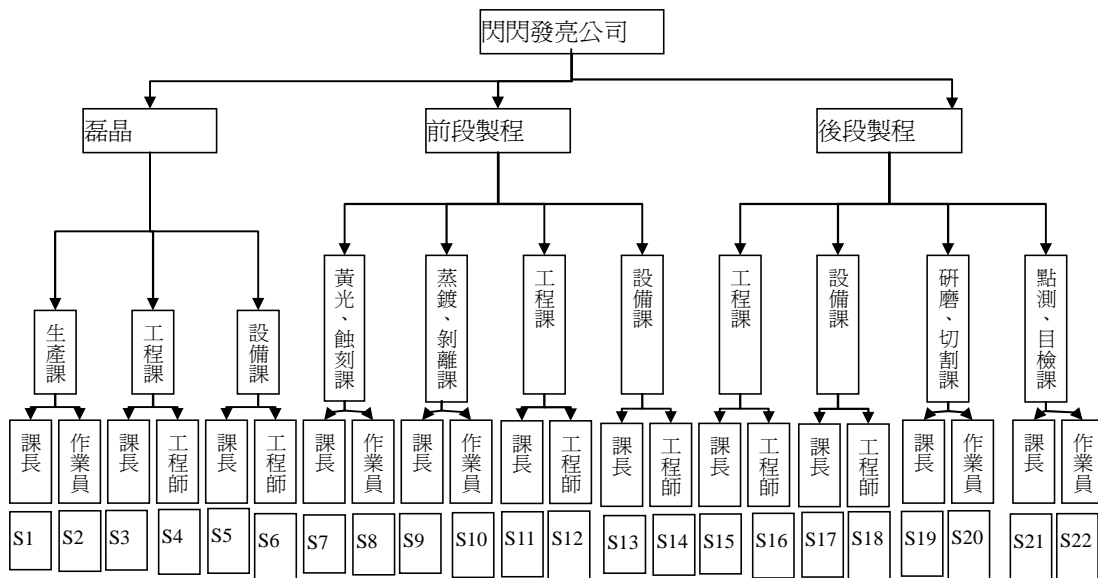 閃閃發亮公司
磊晶
前段製程
後段製程
生產課
工程課
設備課
黃光、蝕刻課
蒸鍍、剝離課
工程課
設備課
工程課
設備課
研磨、切割課
點測、目檢課
課長
作業員
課長
工程師
課長
工程師
課長
作業員
課長
作業員
課長
工程師
課長
工程師
課長
工程師
課長
工程師
課長
作業員
課長
作業員
S1
S2
S3
S4
S5
S6
S7
S8
S9
S10
S11
S12
S13
S14
S15
S16
S17
S18
S19
S20
S21
S22